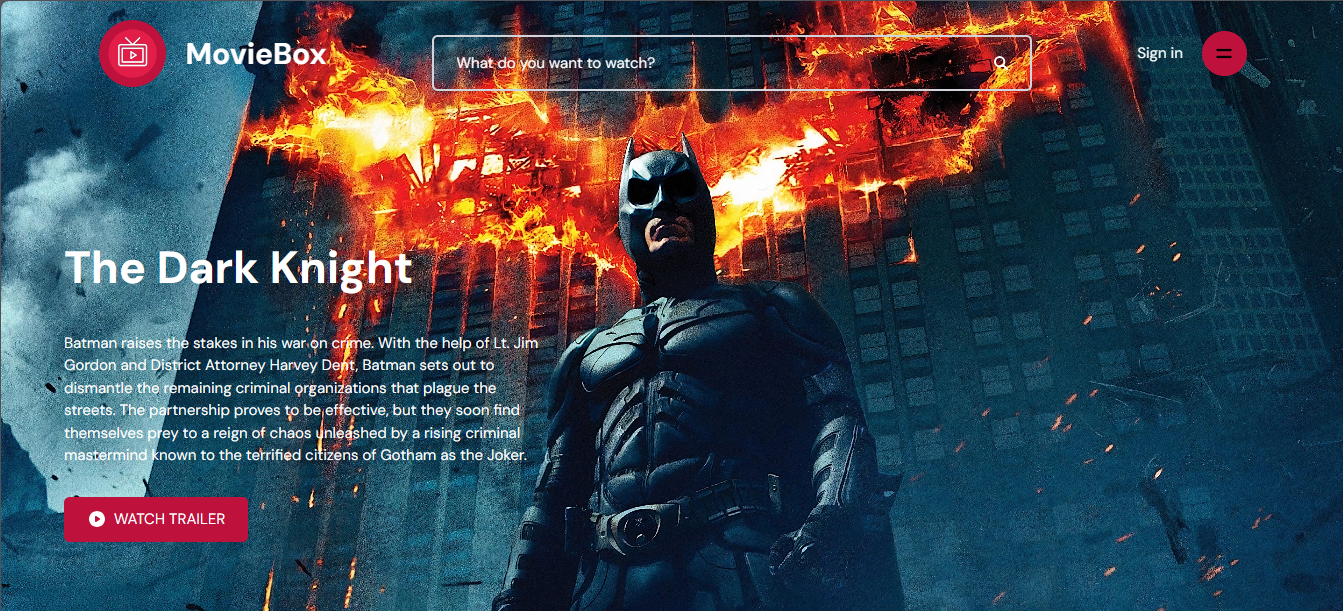 MovieBox
What do you want to watch?
Sign in
The Dark Knight
Batman raises the stakes in his war on crime. With the help of Lt. Jim
Gordon and District Attorney Harvey Dent, Batman sets out to
dismantle the remaining criminal organizations that plague the
streets. The partnership proves to be effective, but they soon find
themselves prey to a reign of chaos unleashed by a rising criminal
mastermind known to the terrified citizens of Gotham as the Joker.
WATCH TRAILER